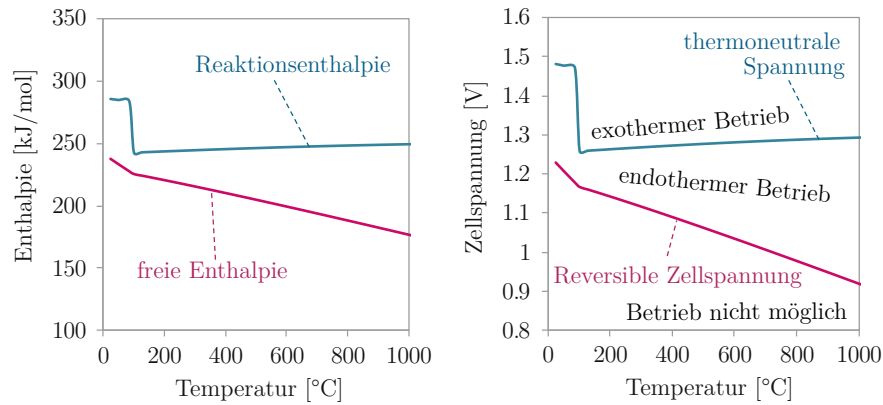 350
300
250
200
150
100
0
200
400
600
800
1000
Enthalpie [kJ/mol]
Temperatur [°C]
Reaktionsenthalpie
freie Enthalpie
1.6
1.5
1.4
1.3
1.2
1.1
1
0.9
0.8
0
200
400
600
800
1000
Zellspannung [V]
Temperatur [°C]
thermoneutrale
Spannung
exothermer Betrieb
endothermer Betrieb
Reversible Zellspannung
Betrieb nicht möglich